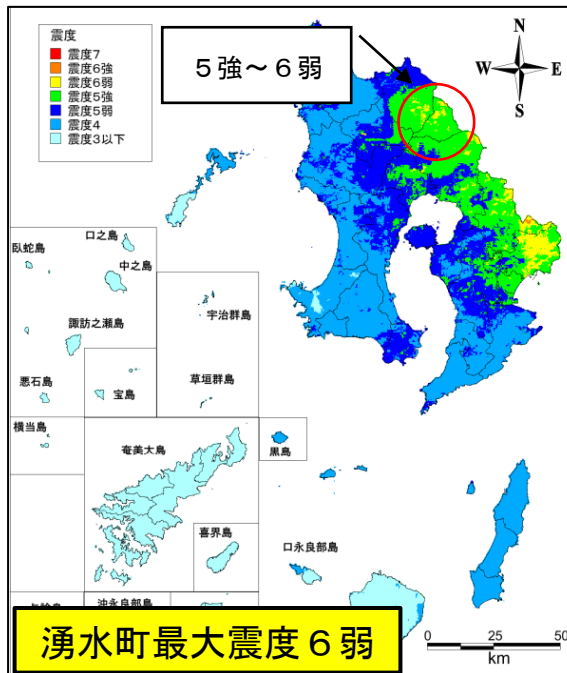 震度
震度7
震度6強
震度6弱
震度5強
震度5弱
震度4
震度3以下
５強～６弱
N
W E
S
臥蛇島
口之島
中之島
諏訪之瀬島
悪石島
宝島
宇治群島
草垣群島
横当島
奄美大島
黒島
喜界島
口永良部島
沖永良部島
湧水町最大震度６弱
0 25 50
km